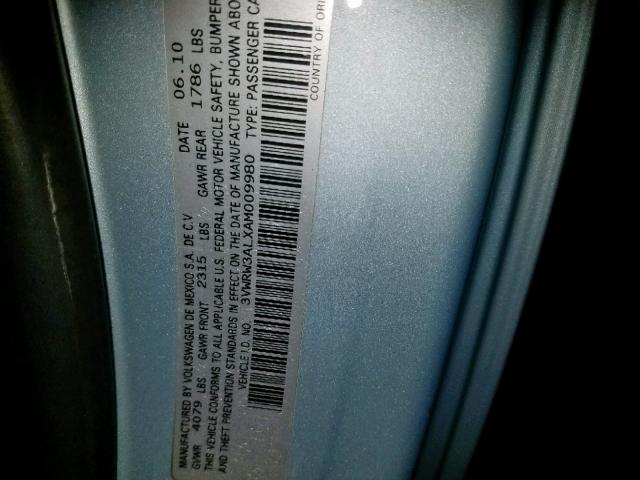 MANUFACTURED BY VOLKSWAGEN DE MEXICO S.A. DE C.V. DATE 06.10
GVWR 4079 LBS GAWR FRONT 2315 LBS GAWR REAR 1786 LBS
THIS VEHICLE CONFORMS TO ALL APPLICABLE U.S. FEDERAL MOTOR VEHICLE SAFETY, BUMPER
AND THEFT PREVENTION STANDARDS IN EFFECT ON THE DATE OF MANUFACTURE SHOWN ABO
VEHICLE I.D. NO. 3VWRW3ALXAM009980 TYPE: PASSENGER CA
COUNTRY OF ORI